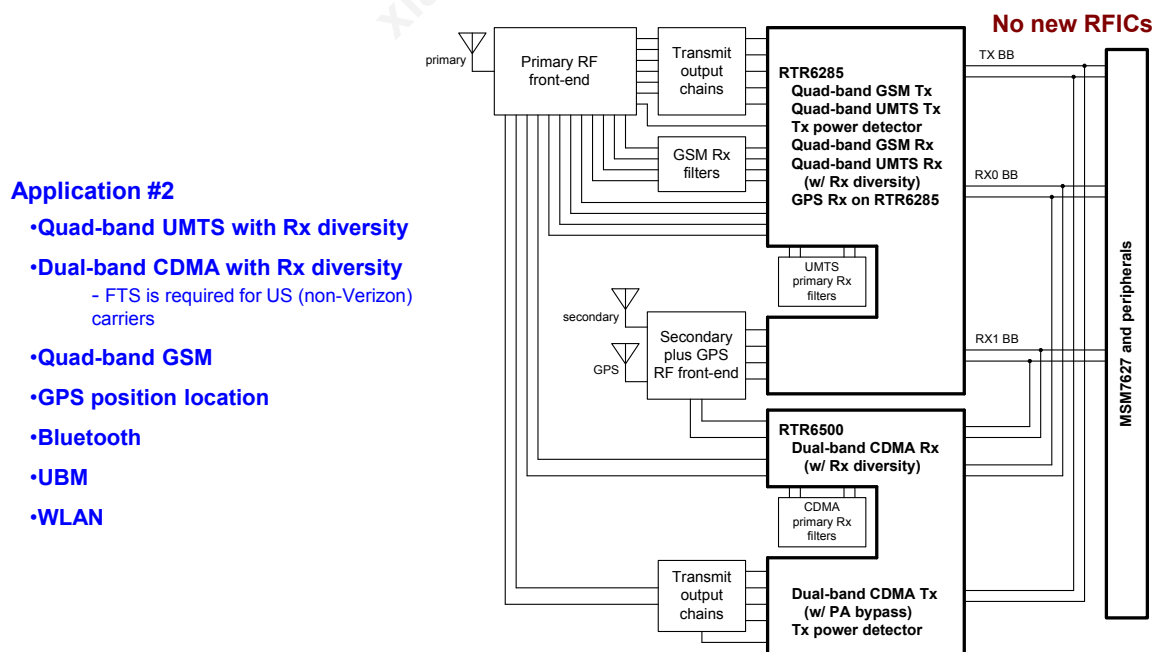 No new RFICs
Application #2
•Quad-band UMTS with Rx diversity
•Dual-band CDMA with Rx diversity
- FTS is required for US (non-Verizon)
carriers
•Quad-band GSM
•GPS position location
•Bluetooth
•UBM
•WLAN
primary
Primary RF
front-end
Transmit
output
chains
GSM Rx
filters
RTR6285
Quad-band GSM Tx
Quad-band UMTS Tx
Tx power detector
Quad-band GSM Rx
Quad-band UMTS Rx
(w/ Rx diversity)
GPS Rx on RTR6285
TX BB
RX0 BB
RX1 BB
UMTS
primary Rx
filters
secondary
GPS
Secondary
plus GPS
RF front-end
RTR6500
Dual-band CDMA Rx
(w/ Rx diversity)
CDMA
primary Rx
filters
Transmit
output
chains
Dual-band CDMA Tx
(w/ PA bypass)
Tx power detector
MSM7627 and peripherals